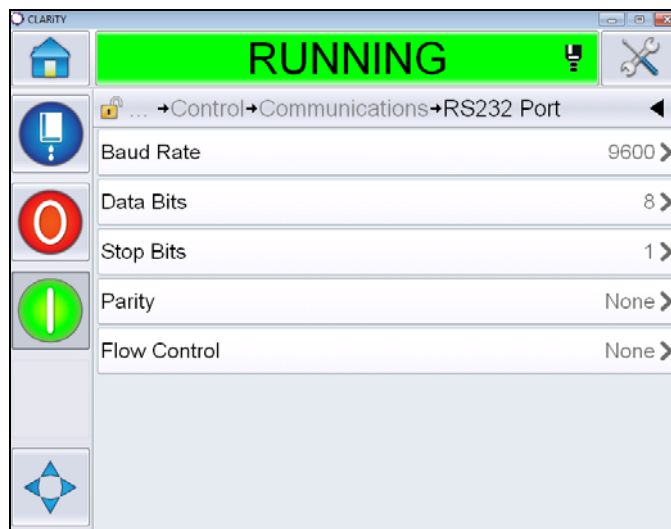 CLARiTY
RUNNING
... →Control→Communications→RS232 Port
Baud Rate 9600
Data Bits 8
Stop Bits 1
Parity None
Flow Control None